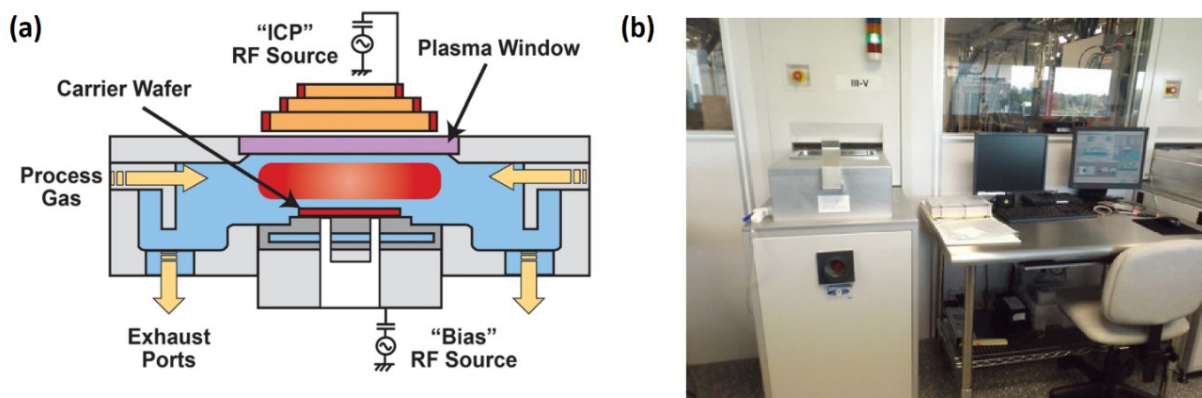 (a)
"ICP"
RF Source
Plasma Window
Carrier Wafer
Process
Gas
Exhaust
Ports
"Bias"
RF Source
(b)
III-V